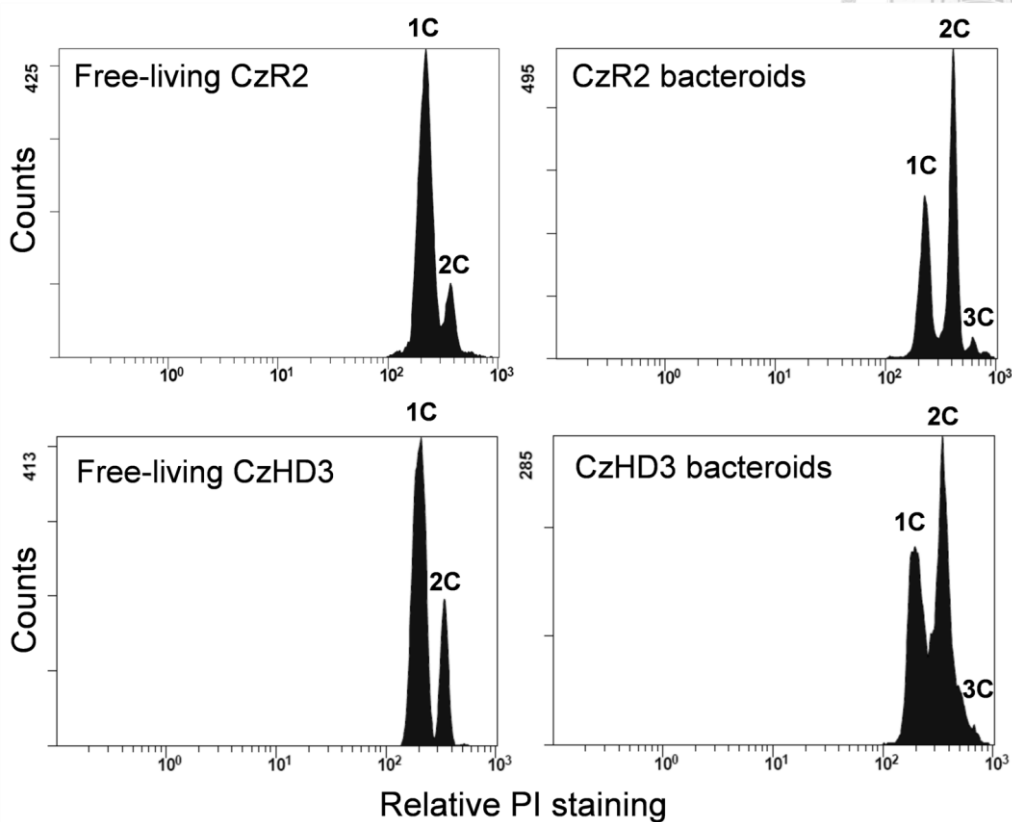 1C
2C
425
Free-living CzR2
495
CzR2 bacteroids
Counts
2C
1C
3C
10⁰ 10¹ 10² 10³
10⁰ 10¹ 10² 10³
1C
2C
413
Free-living CzHD3
285
CzHD3 bacteroids
Counts
2C
1C
3C
10⁰ 10¹ 10² 10³
10⁰ 10¹ 10² 10³
Relative PI staining